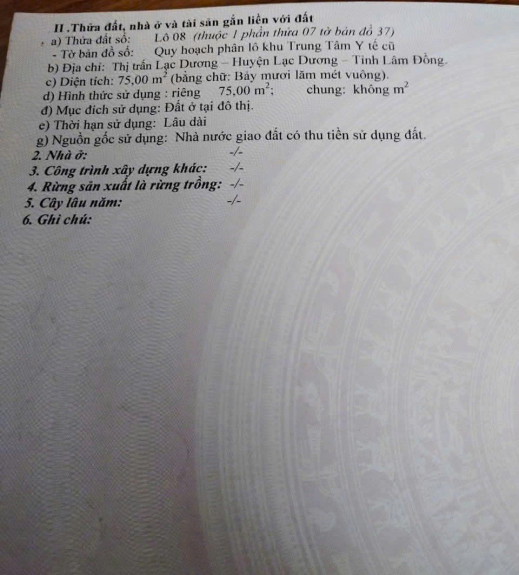 II .Thửa đất, nhà ở và tài sản gắn liền với đất
a) Thửa đất số: Lô 08 (thuộc 1 phần thửa 07 tờ bản đồ 37)
- Tờ bản đồ số: Quy hoạch phân lô khu Trung Tâm Y tế cũ
b) Địa chỉ: Thị trấn Lạc Dương – Huyện Lạc Dương – Tỉnh Lâm Đồng.
c) Diện tích: 75,00 m² (bằng chữ: Bảy mươi lăm mét vuông).
d) Hình thức sử dụng : riêng 75,00 m²; chung: không m²
đ) Mục đích sử dụng: Đất ở tại đô thị.
e) Thời hạn sử dụng: Lâu dài
g) Nguồn gốc sử dụng: Nhà nước giao đất có thu tiền sử dụng đất.
2. Nhà ở: -/-
3. Công trình xây dựng khác: -/-
4. Rừng sản xuất là rừng trồng: -/-
5. Cây lâu năm: -/-
6. Ghi chú: